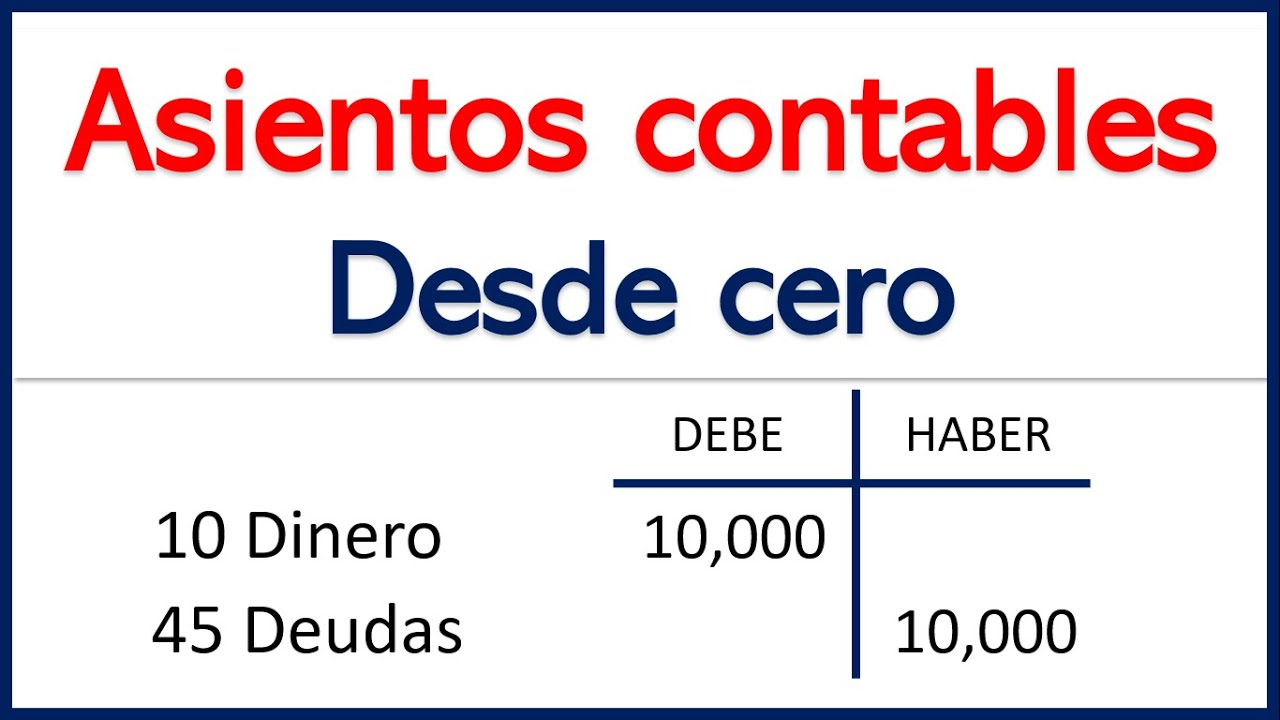 Asientos contables
Desde cero
DEBE HABER
10 Dinero 10,000
45 Deudas 10,000